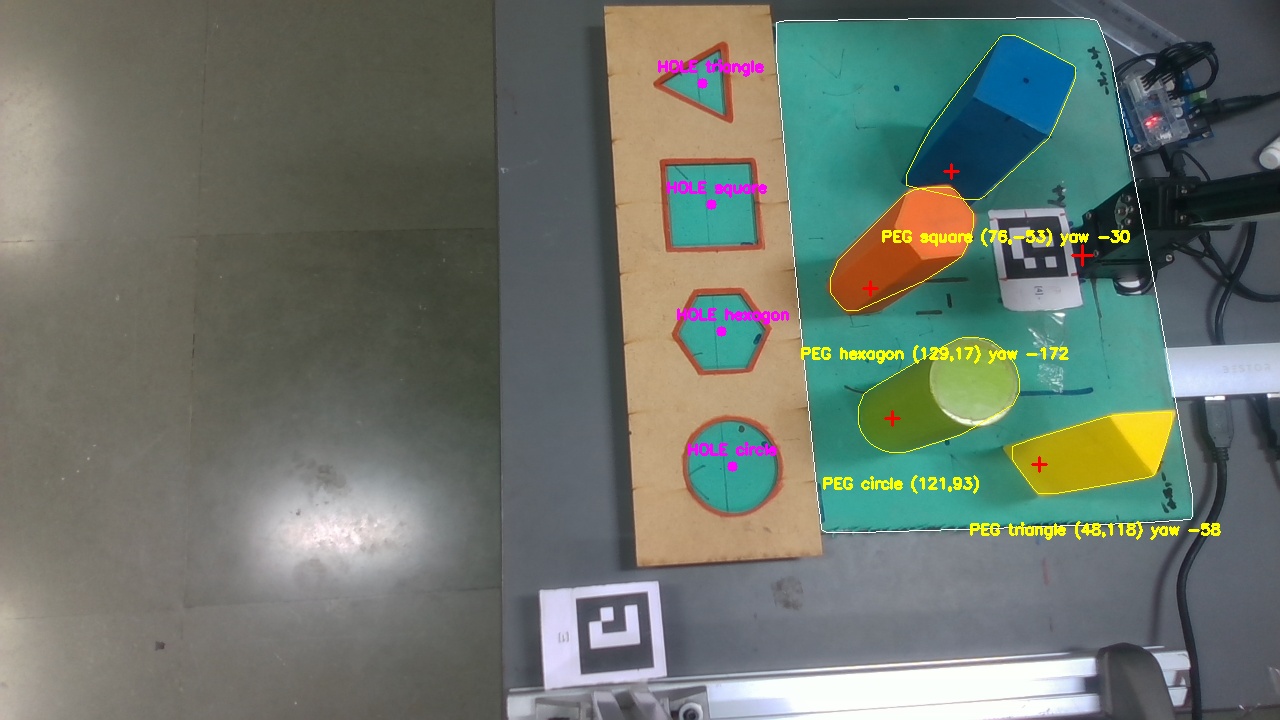 HOLE triangle
HOLE square
PEG square (76,-53) yaw -30
HOLE hexagon
PEG hexagon (129,17) yaw -172
HOLE circle
PEG circle (121,93)
PEG triangle (48,118) yaw -58